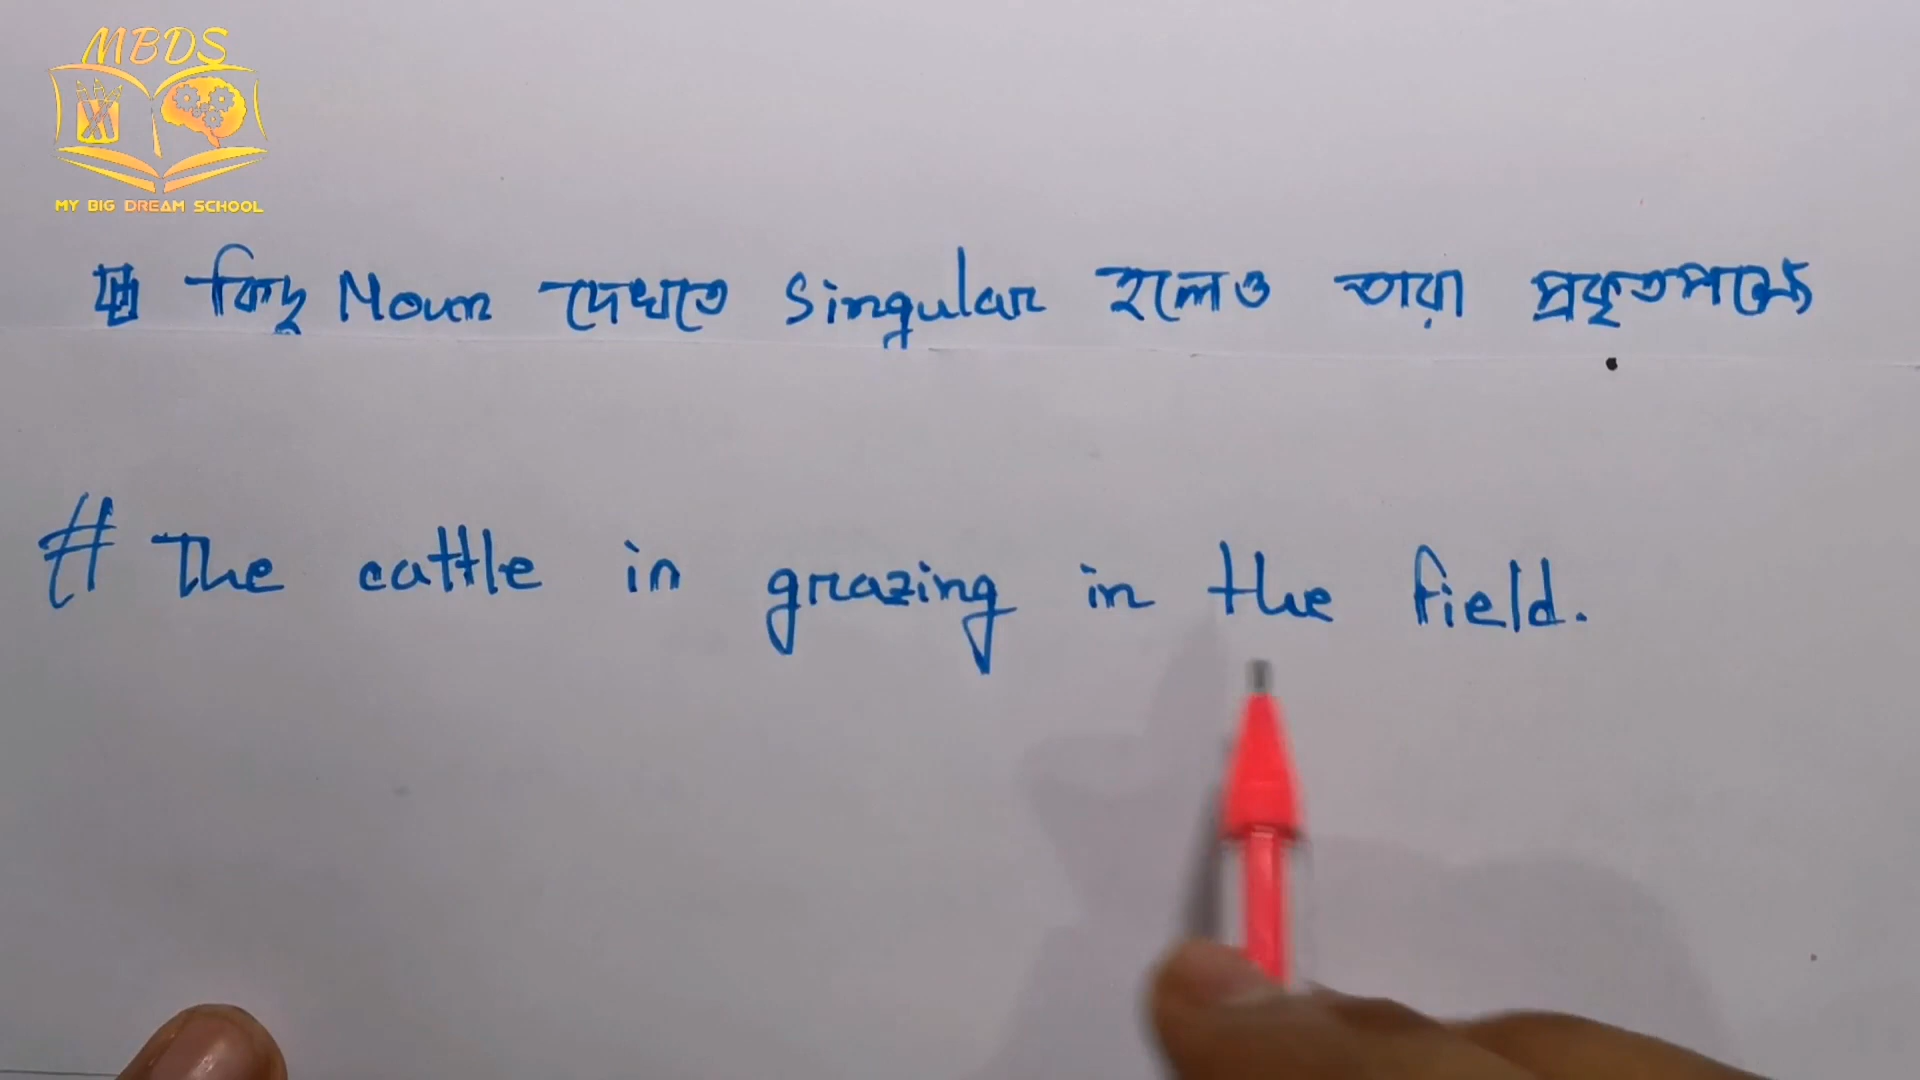 MBDS
MY BIG DREAM SCHOOL
কিছু Noun দেখতে singular হলেও তারা প্রকৃতপক্ষে
# The cattle in grazing in the field.